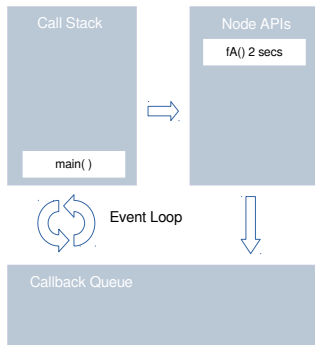 Call Stack
Node APIs
fA() 2 secs
main( )
Event Loop
Callback Queue